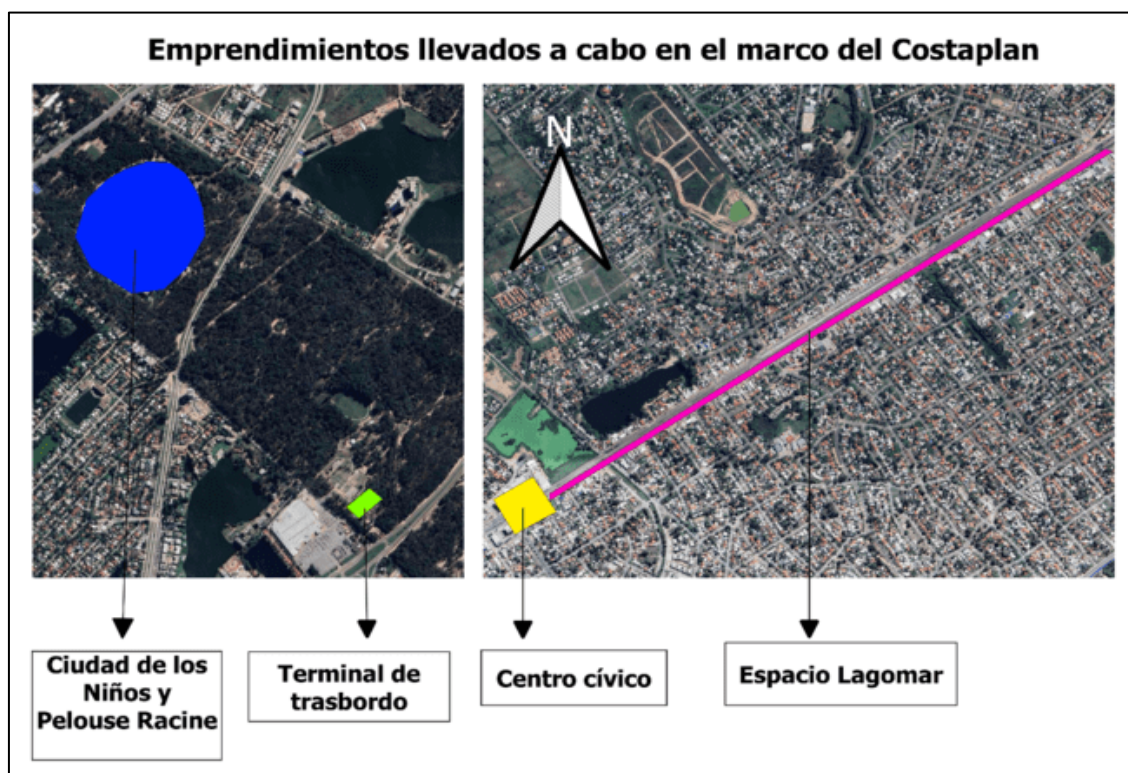 Emprendimientos llevados a cabo en el marco del Costaplan
N
Ciudad de los
Niños y
Pelouse Racine
Terminal de
trasbordo
Centro cívico
Espacio Lagomar